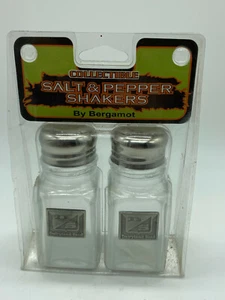 COLLECTIBLE
SALT & PEPPER
SHAKERS
By Bergamot